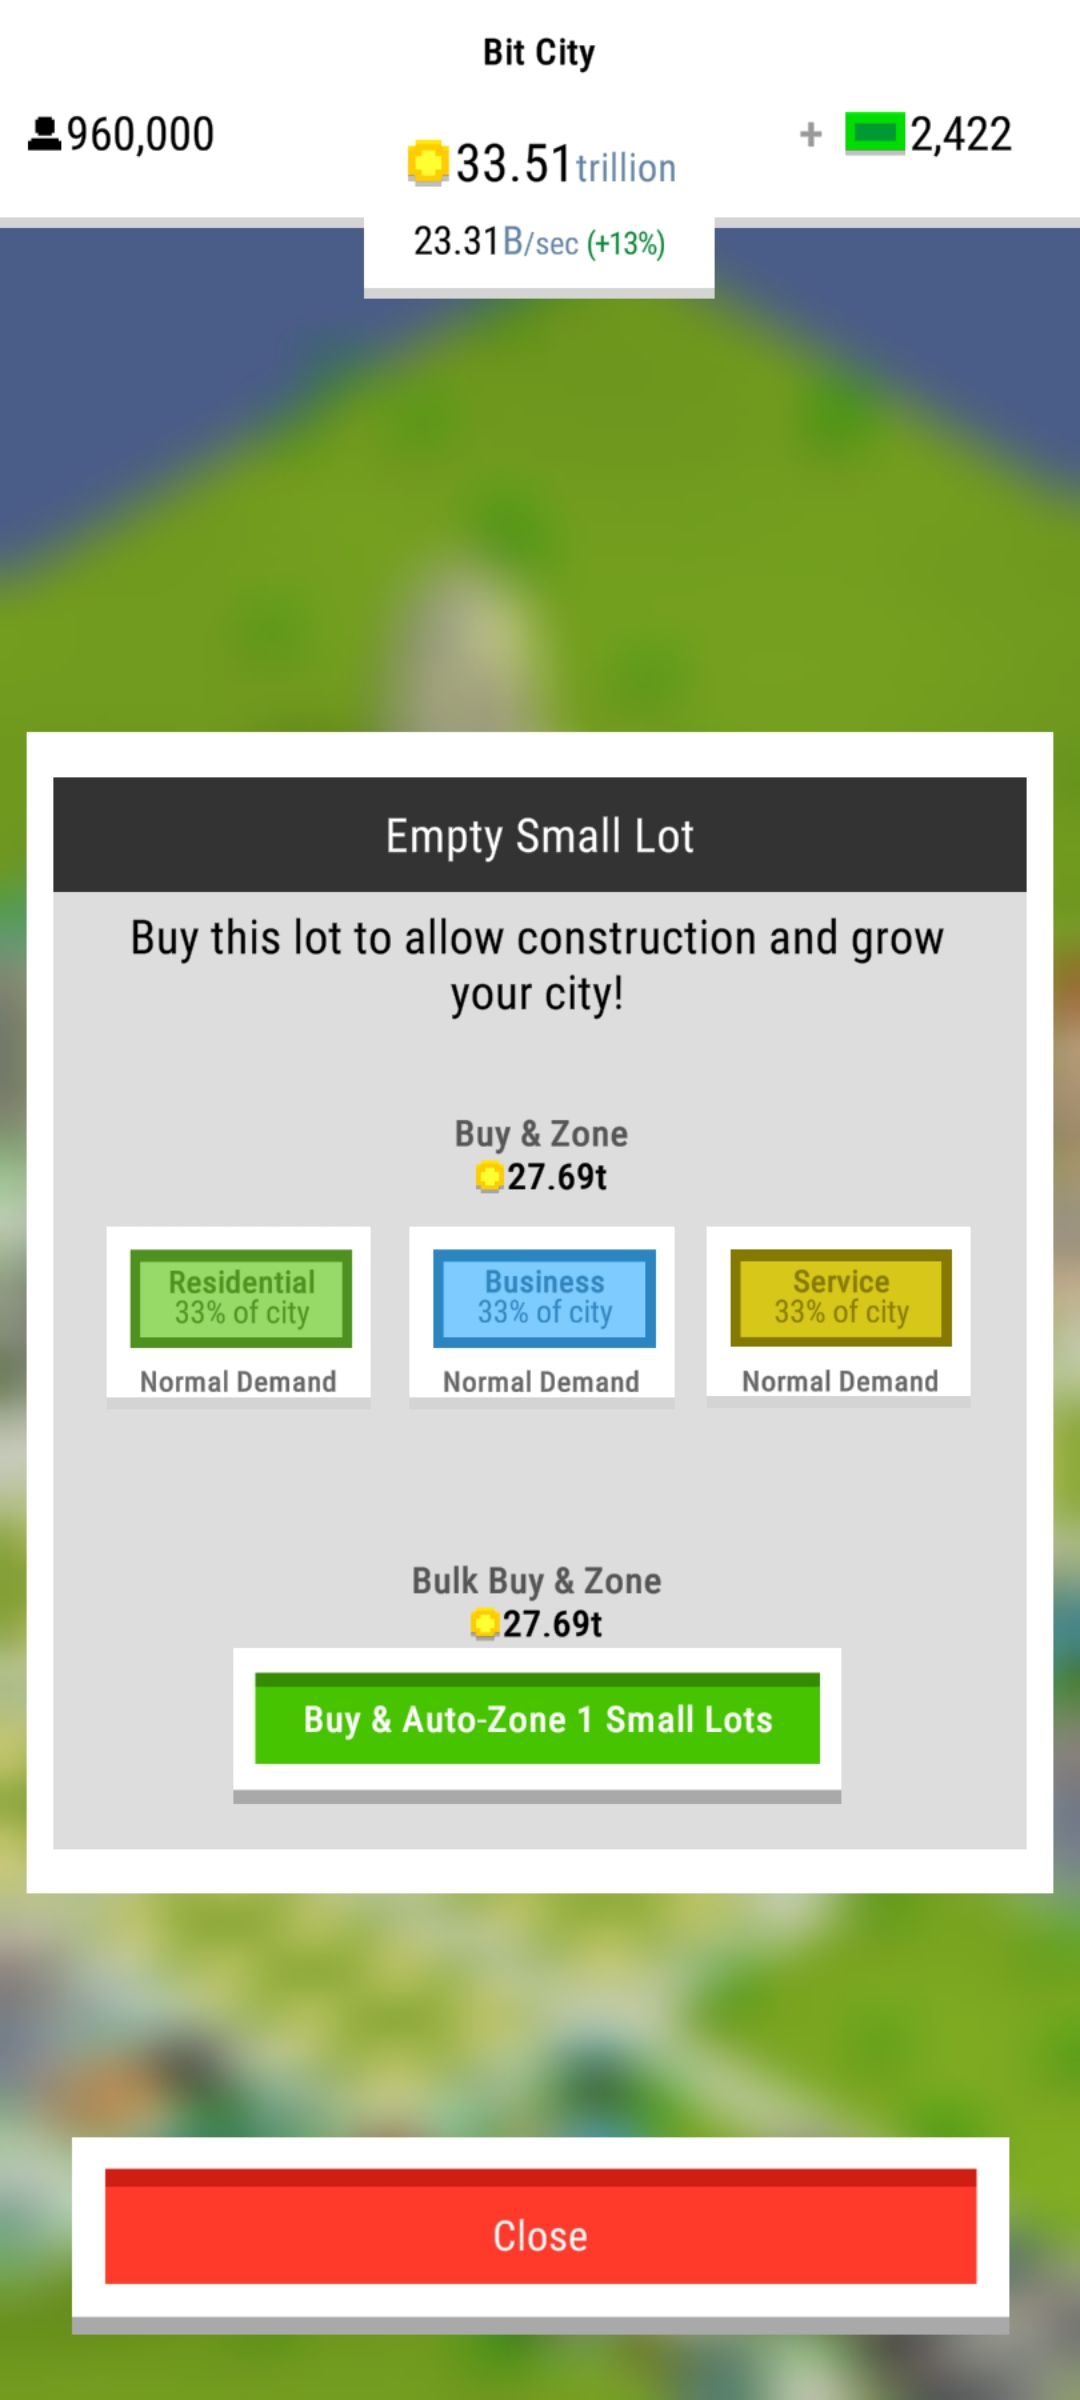 Bit City
960,000
33.51trillion
+ 2,422
23.31B/sec (+13%)
Empty Small Lot
Buy this lot to allow construction and grow
your city!
Buy & Zone
27.69t
Residential
33% of city
Normal Demand
Business
33% of city
Normal Demand
Service
33% of city
Normal Demand
Bulk Buy & Zone
27.69t
Buy & Auto-Zone 1 Small Lots
Close